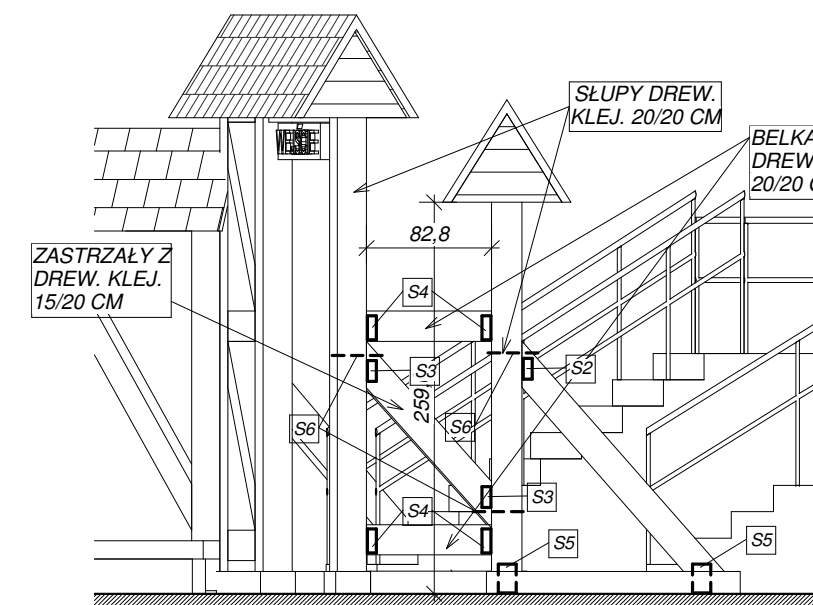 SŁUPY DREW.
KLEJ. 20/20 CM
BELKA
DREW
20/20 C
82,8
ZASTRZAŁY Z
DREW. KLEJ.
15/20 CM
S4
S3
S2
259,
S6
S6
S3
S4
S5
S5